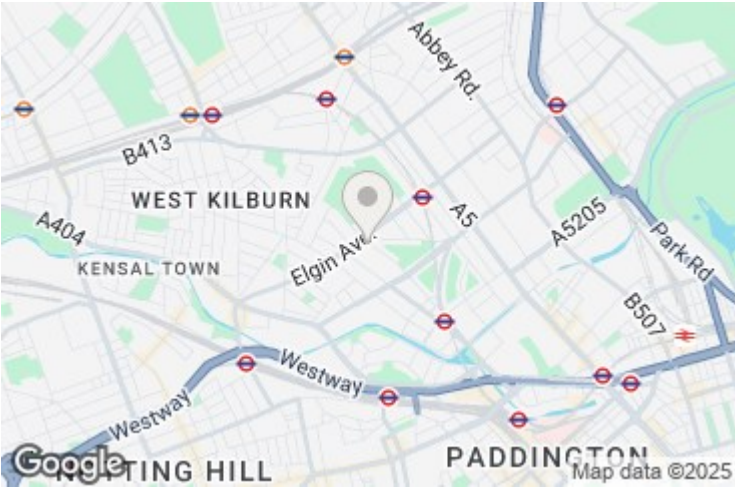 Abbey Rd.
B413
WEST KILBURN
A5
A404
A5205
Elgin Ave.
Park Rd
KENSAL TOWN
B507
Westway
Westway
PADDINGTON
Google
TING HILL
Map data ©2025